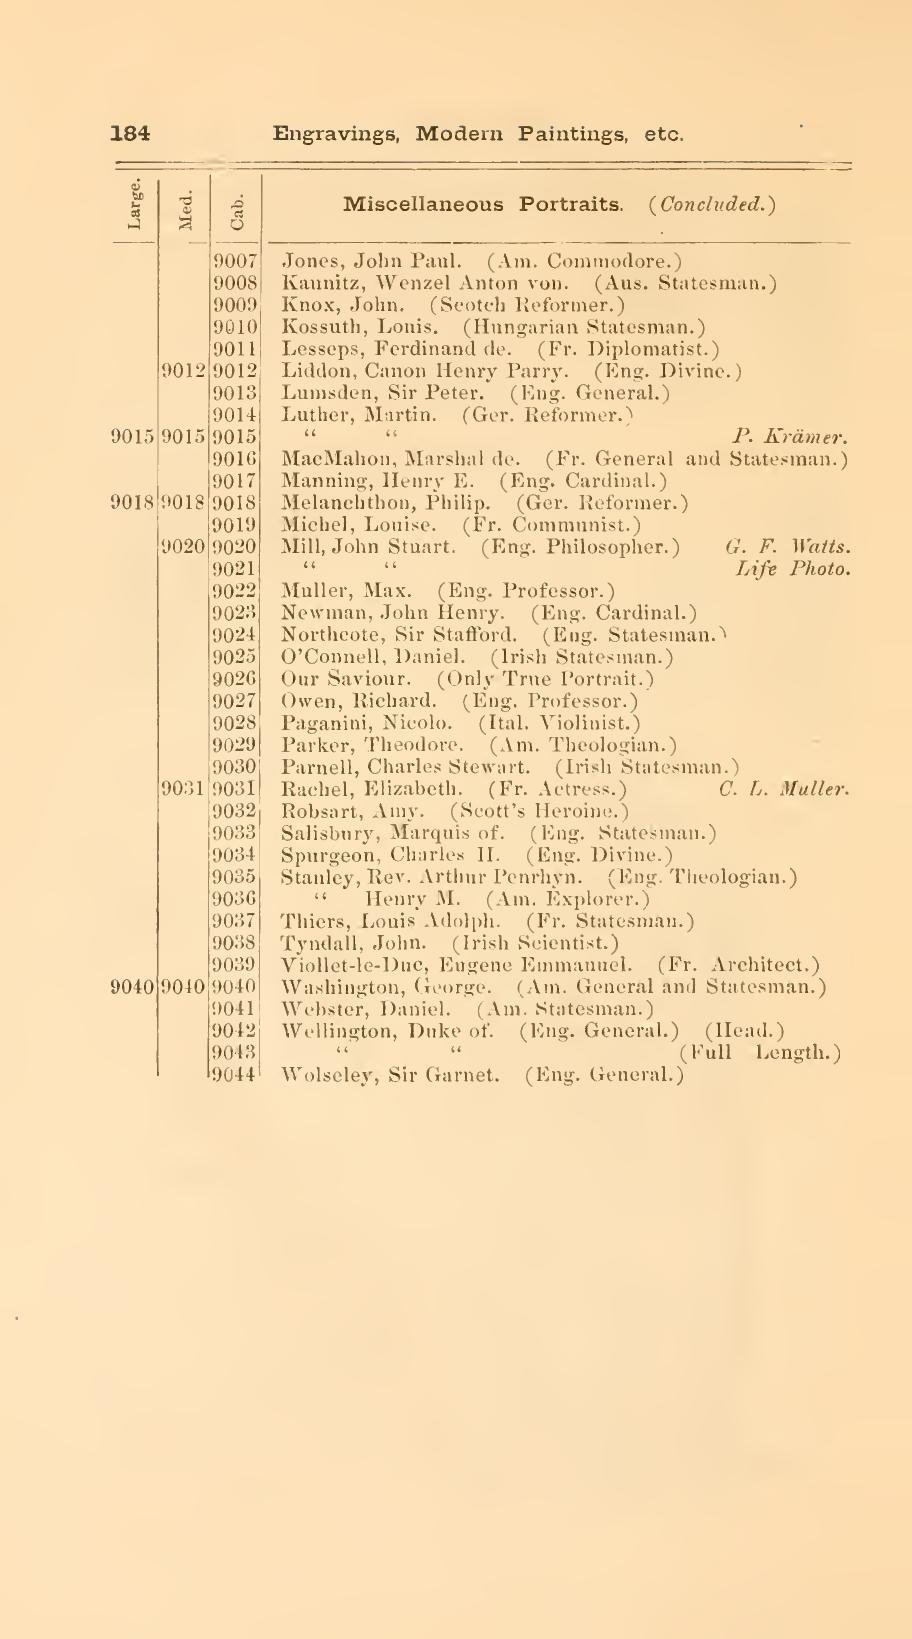 184 Engravings, Modern Paintings, etc.
Large. Med. Cab. Miscellaneous Portraits. (Concluded.)
9007 Jones, John Paul. (Am. Commodore.)
9008 Kaunitz, Wenzel Anton von. (Aus. Statesman.)
9009 Knox, John. (Scotch Reformer.)
9010 Kossuth, Louis. (Hungarian Statesman.)
9011 Lesseps, Ferdinand de. (Fr. Diplomatist.)
9012 9012 Liddon, Canon Henry Parry. (Eng. Divine.)
9013 Lumsden, Sir Peter. (Eng. General.)
9014 Luther, Martin. (Ger. Reformer.)
9015 9015 9015 “ “ P. Krämer.
9016 MacMahon, Marshal de. (Fr. General and Statesman.)
9017 Manning, Henry E. (Eng. Cardinal.)
9018 9018 9018 Melanchthon, Philip. (Ger. Reformer.)
9019 Michel, Louise. (Fr. Communist.)
9020 9020 Mill, John Stuart. (Eng. Philosopher.) G. F. Watts.
9021 “ “ Life Photo.
9022 Muller, Max. (Eng. Professor.)
9023 Newman, John Henry. (Eng. Cardinal.)
9024 Northcote, Sir Stafford. (Eng. Statesman.)
9025 O'Connell, Daniel. (Irish Statesman.)
9026 Our Saviour. (Only True Portrait.)
9027 Owen, Richard. (Eng. Professor.)
9028 Paganini, Nicolo. (Ital. Violinist.)
9029 Parker, Theodore. (Am. Theologian.)
9030 Parnell, Charles Stewart. (Irish Statesman.)
9031 9031 Rachel, Elizabeth. (Fr. Actress.) C. L. Muller.
9032 Robsart, Amy. (Scott's Heroine.)
9033 Salisbury, Marquis of. (Eng. Statesman.)
9034 Spurgeon, Charles H. (Eng. Divine.)
9035 Stanley, Rev. Arthur Penrhyn. (Eng. Theologian.)
9036 “ Henry M. (Am. Explorer.)
9037 Thiers, Louis Adolph. (Fr. Statesman.)
9038 Tyndall, John. (Irish Scientist.)
9039 Viollet-le-Duc, Eugene Emmanuel. (Fr. Architect.)
9040 9040 9040 Washington, George. (Am. General and Statesman.)
9041 Webster, Daniel. (Am. Statesman.)
9042 Wellington, Duke of. (Eng. General.) (Head.)
9043 “ “ (Full Length.)
9044 Wolseley, Sir Garnet. (Eng. General.)